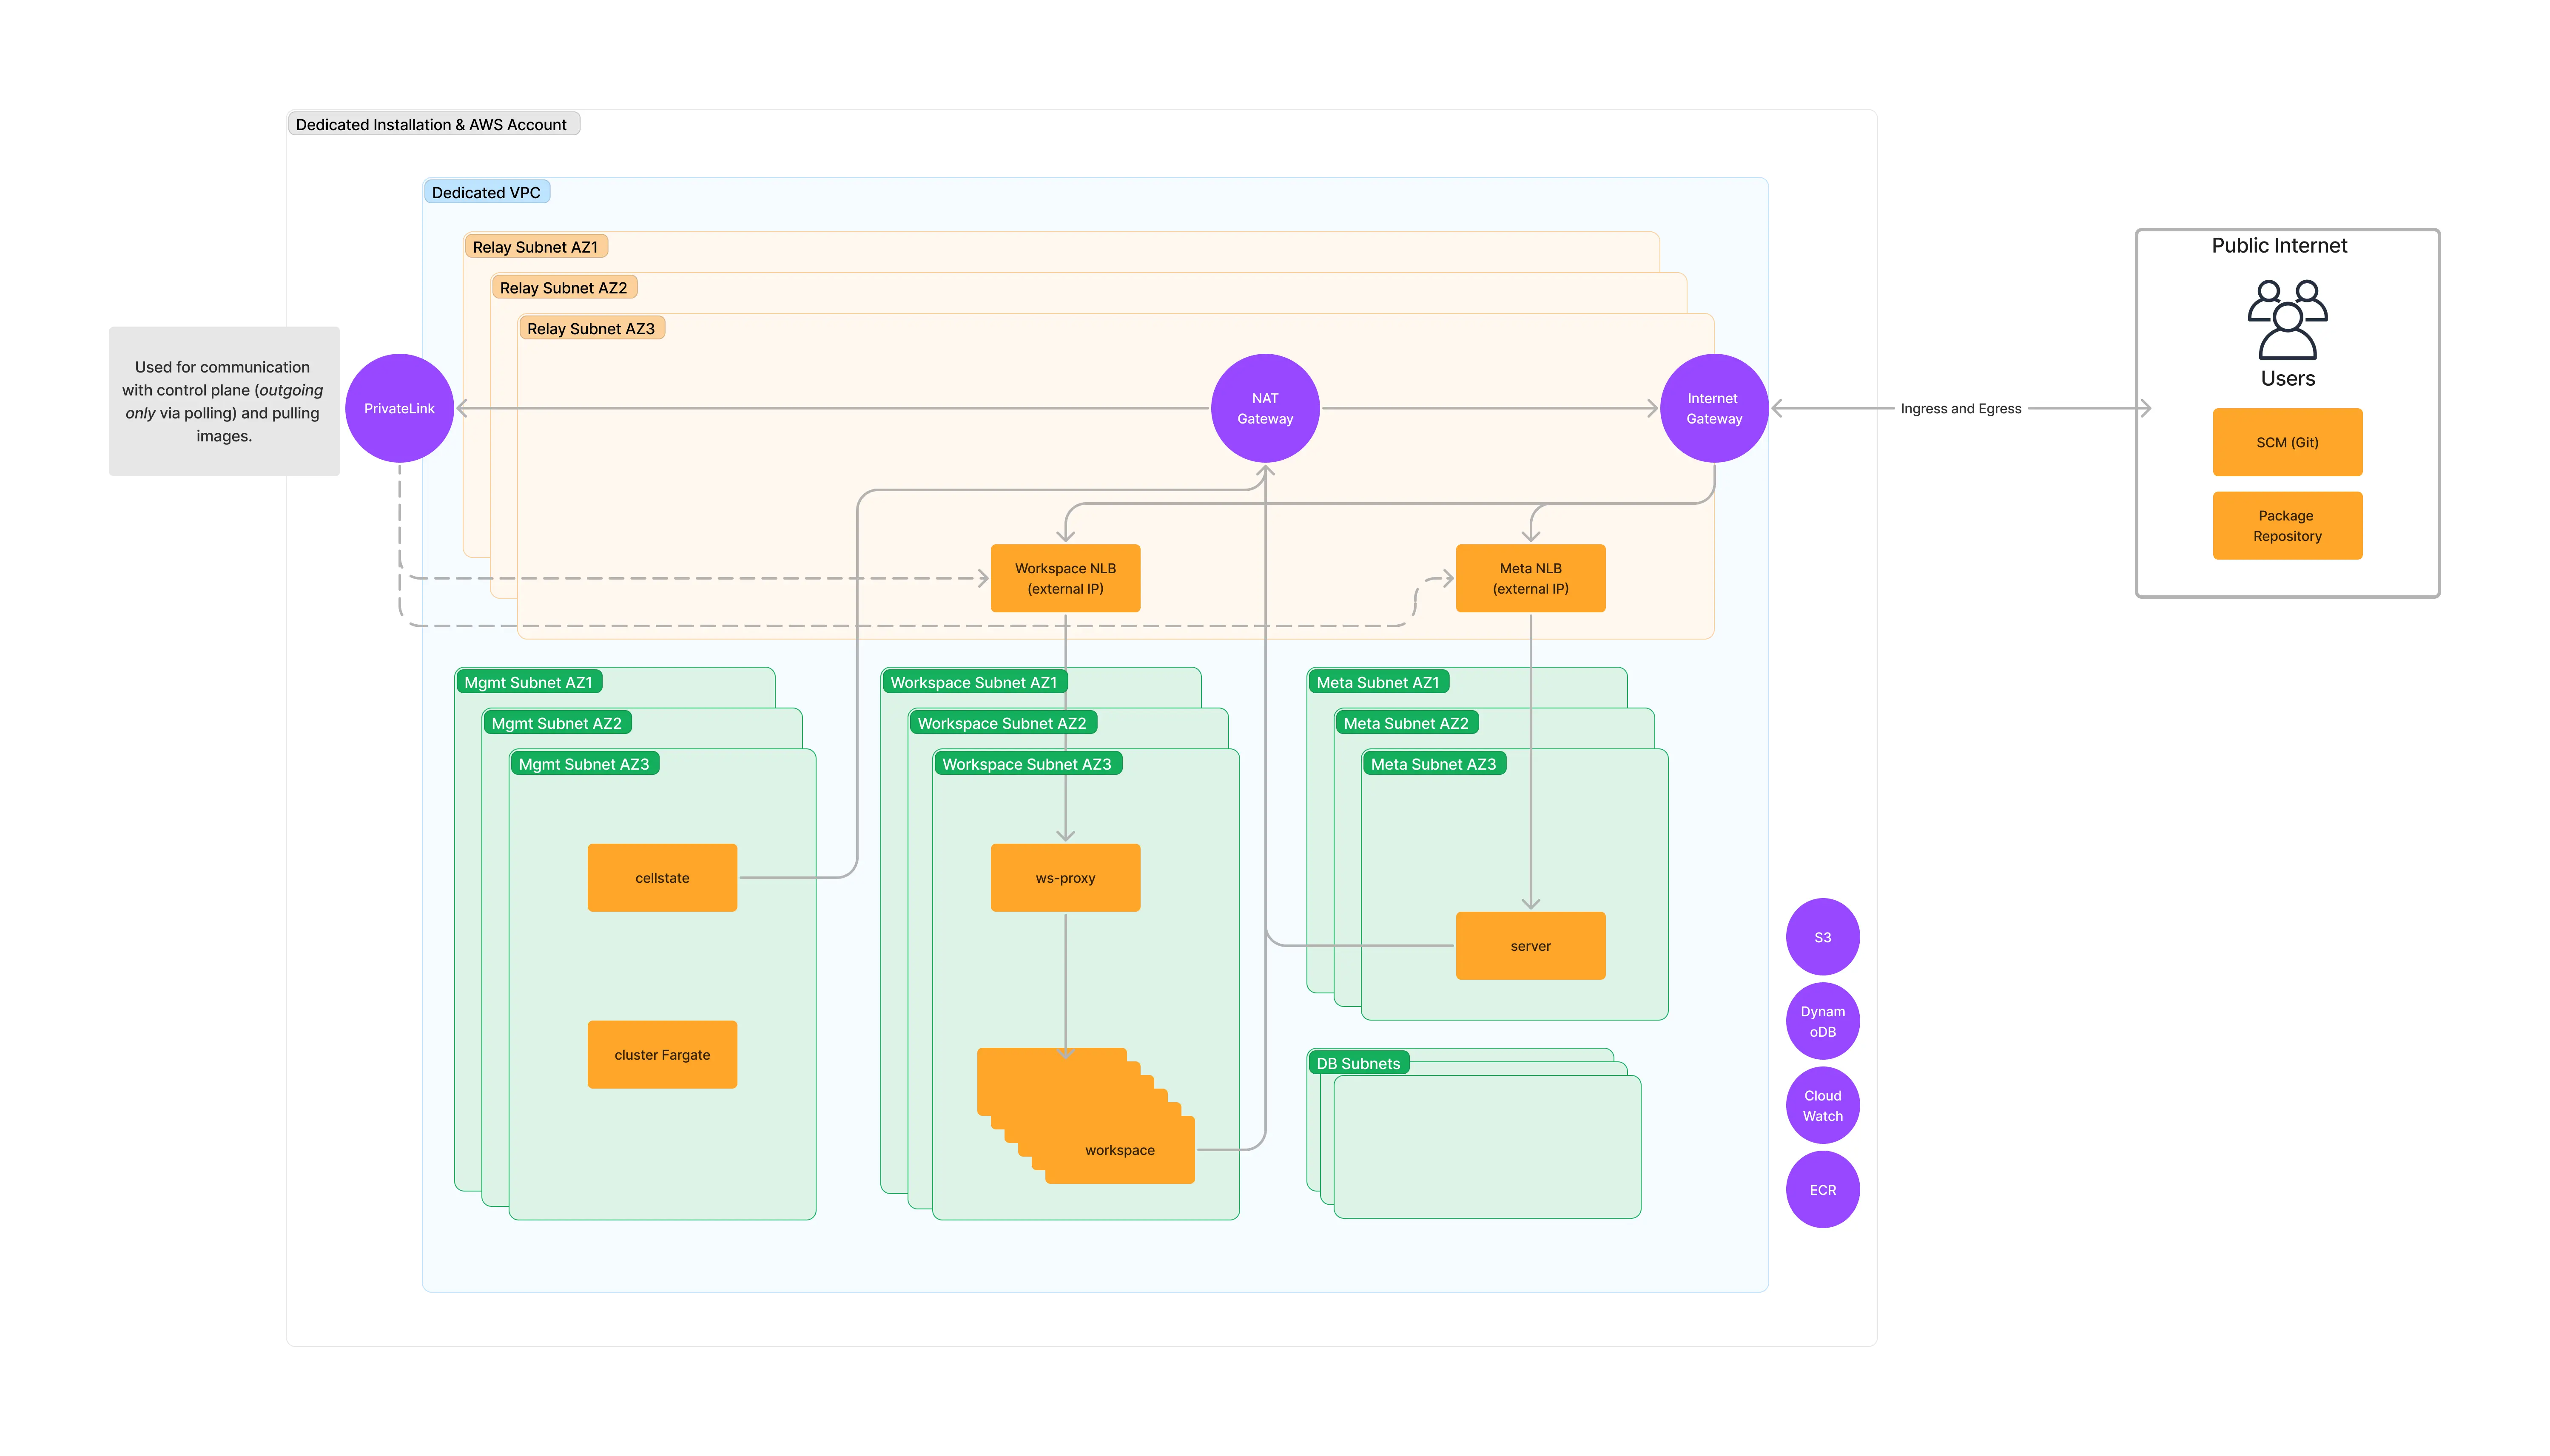 Dedicated Installation & AWS Account
Dedicated VPC
Relay Subnet AZ1
Relay Subnet AZ2
Relay Subnet AZ3
Used for communication
with control plane (outgoing
only via polling) and pulling
images.
PrivateLink
NAT
Gateway
Internet
Gateway
Ingress and Egress
Public Internet
Users
SCM (Git)
Package
Repository
Workspace NLB
(external IP)
Meta NLB
(external IP)
Mgmt Subnet AZ1
Mgmt Subnet AZ2
Mgmt Subnet AZ3
cellstate
cluster Fargate
Workspace Subnet AZ1
Workspace Subnet AZ2
Workspace Subnet AZ3
ws-proxy
workspace
Meta Subnet AZ1
Meta Subnet AZ2
Meta Subnet AZ3
server
DB Subnets
S3
Dynam
oDB
Cloud
Watch
ECR